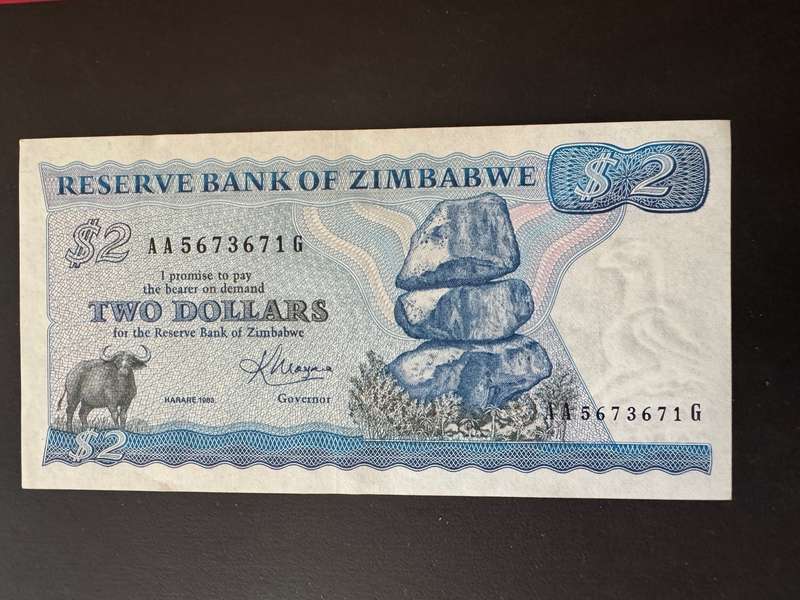 RESERVE BANK OF ZIMBABWE
$2
$2
AA5673671G
I promise to pay
the bearer on demand
TWO DOLLARS
for the Reserve Bank of Zimbabwe
HARARE 1983
Governor
AA5673671G
$2